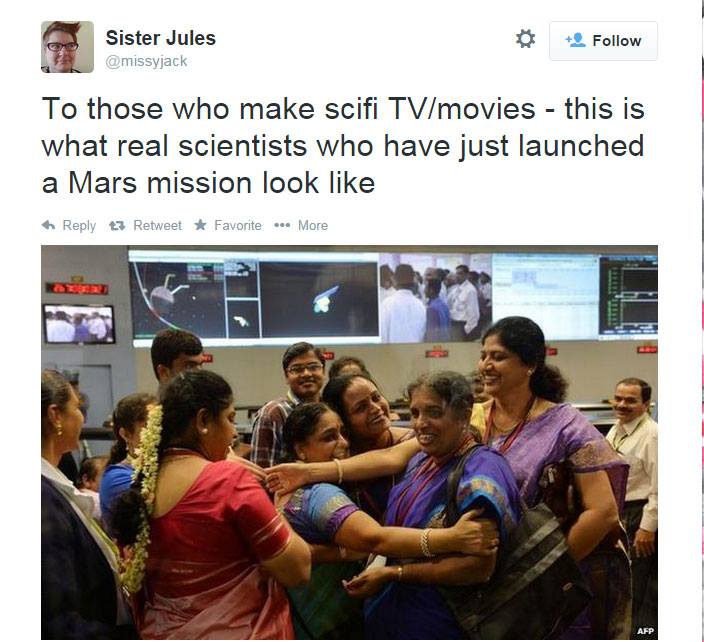 Sister Jules
@missyjack
Follow
To those who make scifi TV/movies - this is
what real scientists who have just launched
a Mars mission look like
Reply Retweet Favorite More
AFP